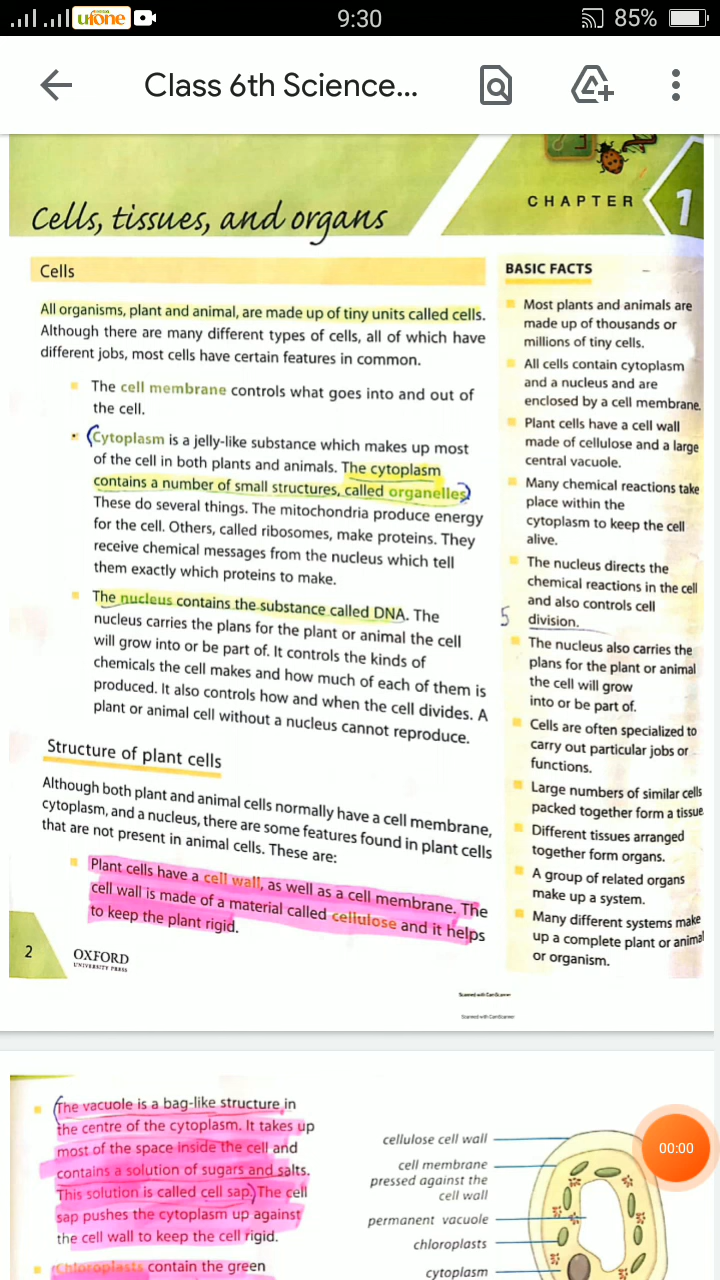 ufone
9:30
85%
Class 6th Science...
CHAPTER
1
Cells, tissues, and organs
Cells
All organisms, plant and animal, are made up of tiny units called cells.
Although there are many different types of cells, all of which have
different jobs, most cells have certain features in common.
The cell membrane controls what goes into and out of
the cell.
(Cytoplasm is a jelly-like substance which makes up most
of the cell in both plants and animals. The cytoplasm
contains a number of small structures, called organelles)
These do several things. The mitochondria produce energy
for the cell. Others, called ribosomes, make proteins. They
receive chemical messages from the nucleus which tell
them exactly which proteins to make.
The nucleus contains the substance called DNA. The
nucleus carries the plans for the plant or animal the cell
will grow into or be part of. It controls the kinds of
chemicals the cell makes and how much of each of them is
produced. It also controls how and when the cell divides. A
plant or animal cell without a nucleus cannot reproduce.
Structure of plant cells
Although both plant and animal cells normally have a cell membrane,
cytoplasm, and a nucleus, there are some features found in plant cells
that are not present in animal cells. These are:
Plant cells have a cell wall, as well as a cell membrane. The
cell wall is made of a material called cellulose and it helps
to keep the plant rigid.
2
OXFORD
UNIVERSITY PRESS
BASIC FACTS
Most plants and animals are
made up of thousands or
millions of tiny cells.
All cells contain cytoplasm
and a nucleus and are
enclosed by a cell membrane.
Plant cells have a cell wall
made of cellulose and a large
central vacuole.
Many chemical reactions take
place within the
cytoplasm to keep the cell
alive.
The nucleus directs the
chemical reactions in the cell
and also controls cell
5 division.
The nucleus also carries the
plans for the plant or animal
the cell will grow
into or be part of.
Cells are often specialized to
carry out particular jobs or
functions.
Large numbers of similar cells
packed together form a tissue
Different tissues arranged
together form organs.
A group of related organs
make up a system.
Many different systems make
up a complete plant or animal
or organism.
Scanned with CamScanner
Scanned with CamScanner
(The vacuole is a bag-like structure in
the centre of the cytoplasm. It takes up
most of the space inside the cell and
contains a solution of sugars and salts.
This solution is called cell sap.) The cell
sap pushes the cytoplasm up against
the cell wall to keep the cell rigid.
(Chloroplasts contain the green
cellulose cell wall
cell membrane
pressed against the
cell wall
permanent vacuole
chloroplasts
cytoplasm
00:00